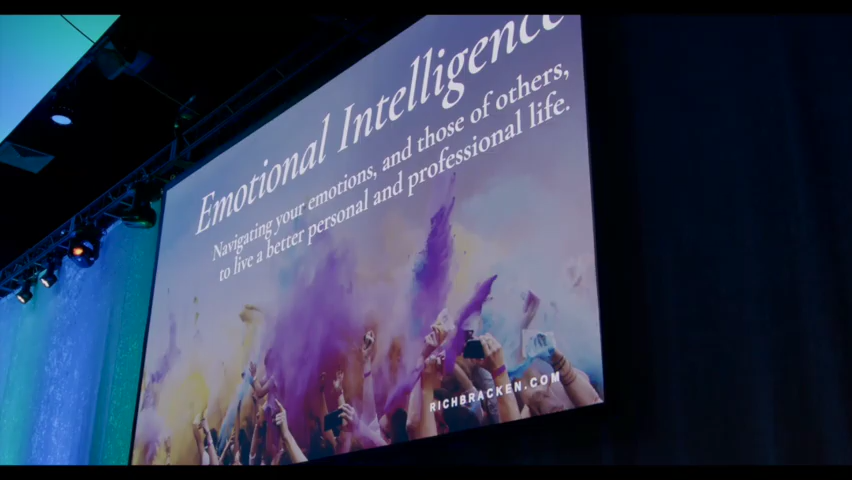 Emotional Intelligence
Navigating your emotions, and those of others,
to live a better personal and professional life.
RICHBRACKEN.COM